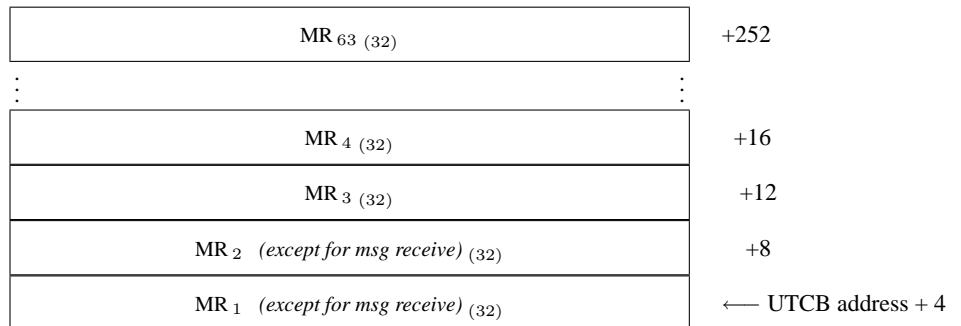 MR 63 (32) +252
⋮ ⋮
MR 4 (32) +16
MR 3 (32) +12
MR 2 (except for msg receive) (32) +8
MR 1 (except for msg receive) (32) ←— UTCB address + 4